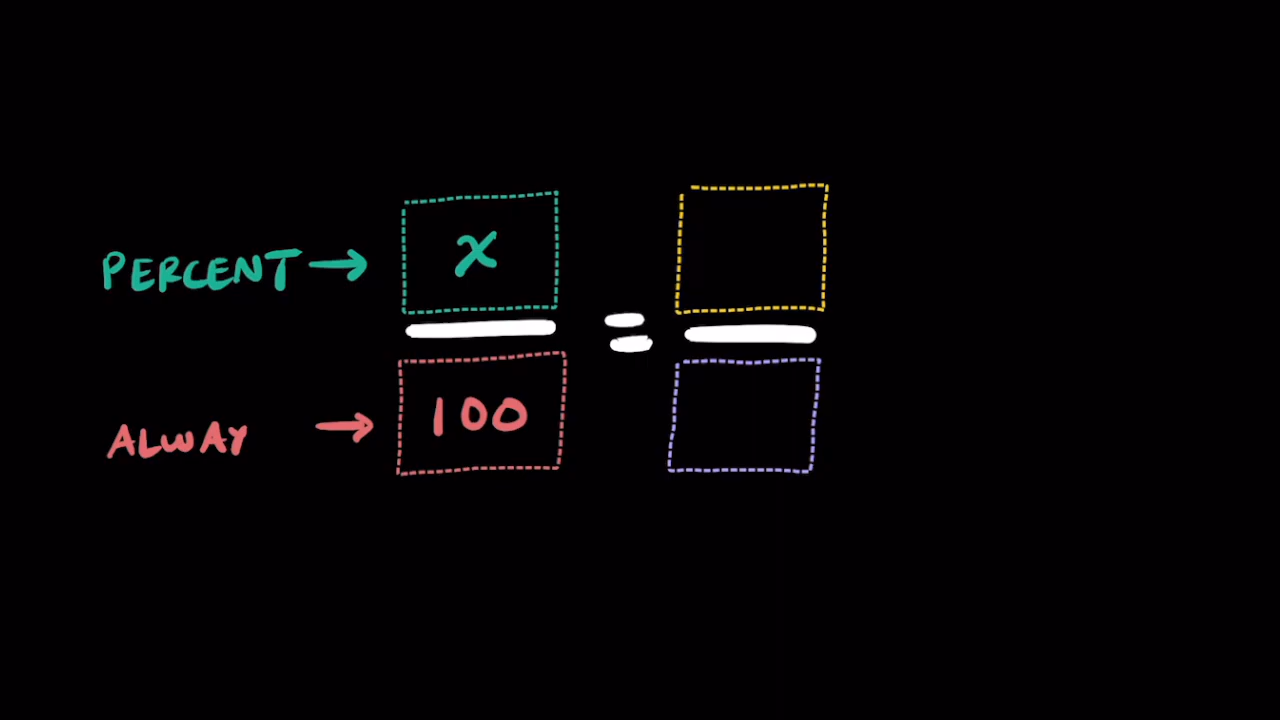 PERCENT → x
=
ALWAY → 100